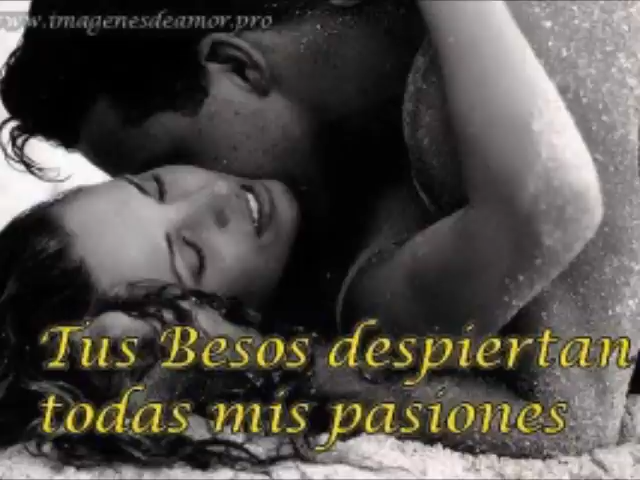 www.imagenesdeamor.pro
Tus Besos despiertan
todas mis pasiones